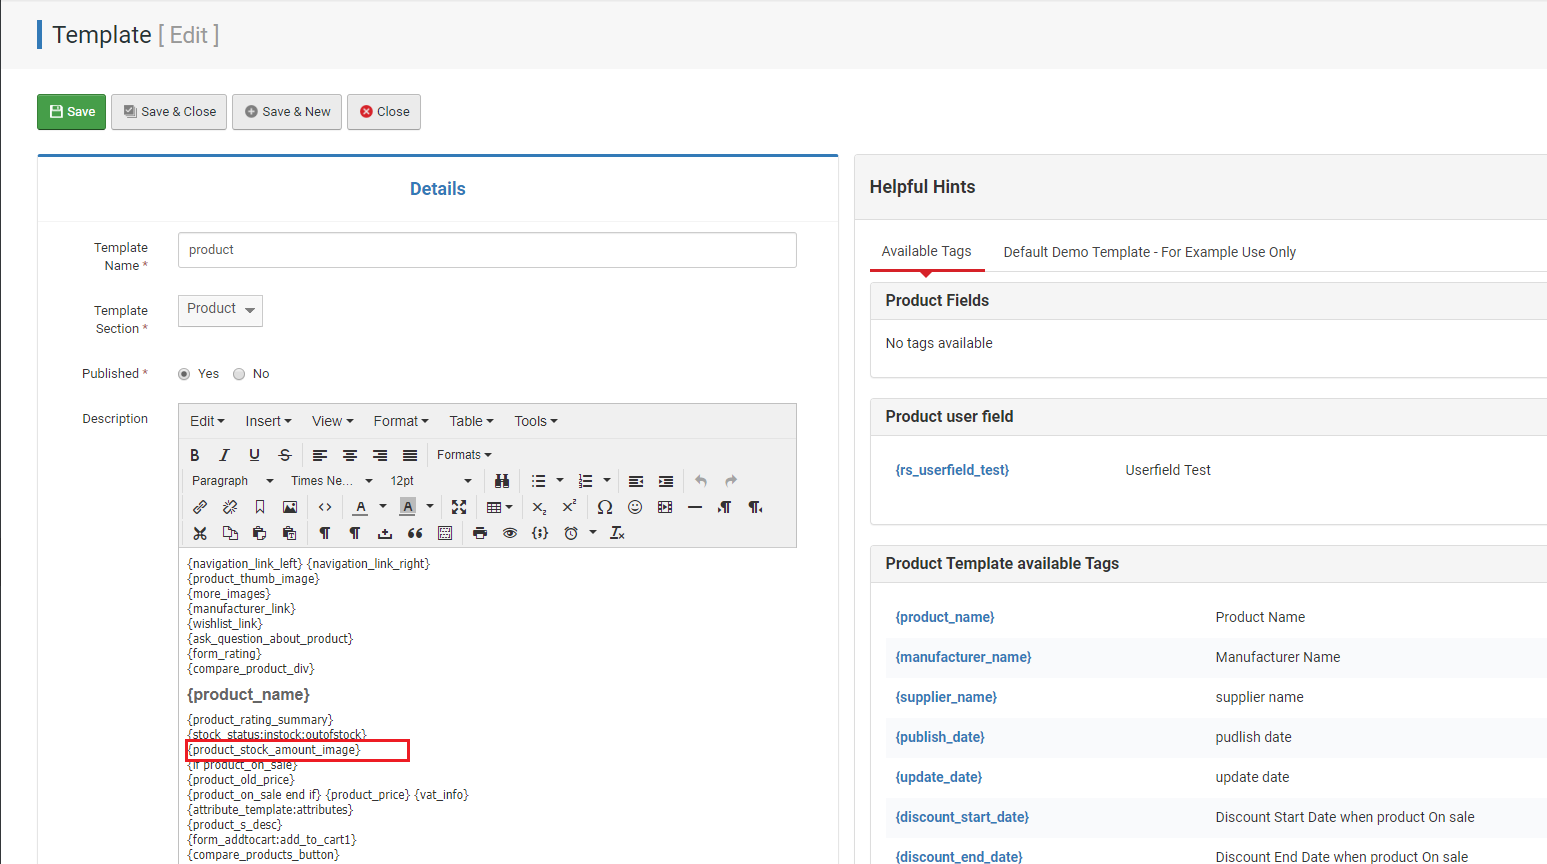 Template [ Edit ]
Save
Save & Close
Save & New
Close
Details
Template Name *
product
Template Section *
Product
Published *
Yes
No
Description
Edit
Insert
View
Format
Table
Tools
B I U S
Formats
Paragraph
Times Ne...
12pt
{navigation_link_left} {navigation_link_right}
{product_thumb_image}
{more_images}
{manufacturer_link}
{wishlist_link}
{ask_question_about_product}
{form_rating}
{compare_product_div}
{product_name}
{product_rating_summary}
{stock_status:instock:outofstock}
{product_stock_amount_image}
{if product_on_sale}
{product_old_price}
{product_on_sale end if} {product_price} {vat_info}
{attribute_template:attributes}
{product_s_desc}
{form_addtocart:add_to_cart1}
{compare_products_button}
Helpful Hints
Available Tags
Default Demo Template - For Example Use Only
Product Fields
No tags available
Product user field
{rs_userfield_test} Userfield Test
Product Template available Tags
{product_name} Product Name
{manufacturer_name} Manufacturer Name
{supplier_name} supplier name
{publish_date} pudlish date
{update_date} update date
{discount_start_date} Discount Start Date when product On sale
{discount_end_date} Discount End Date when product On sale